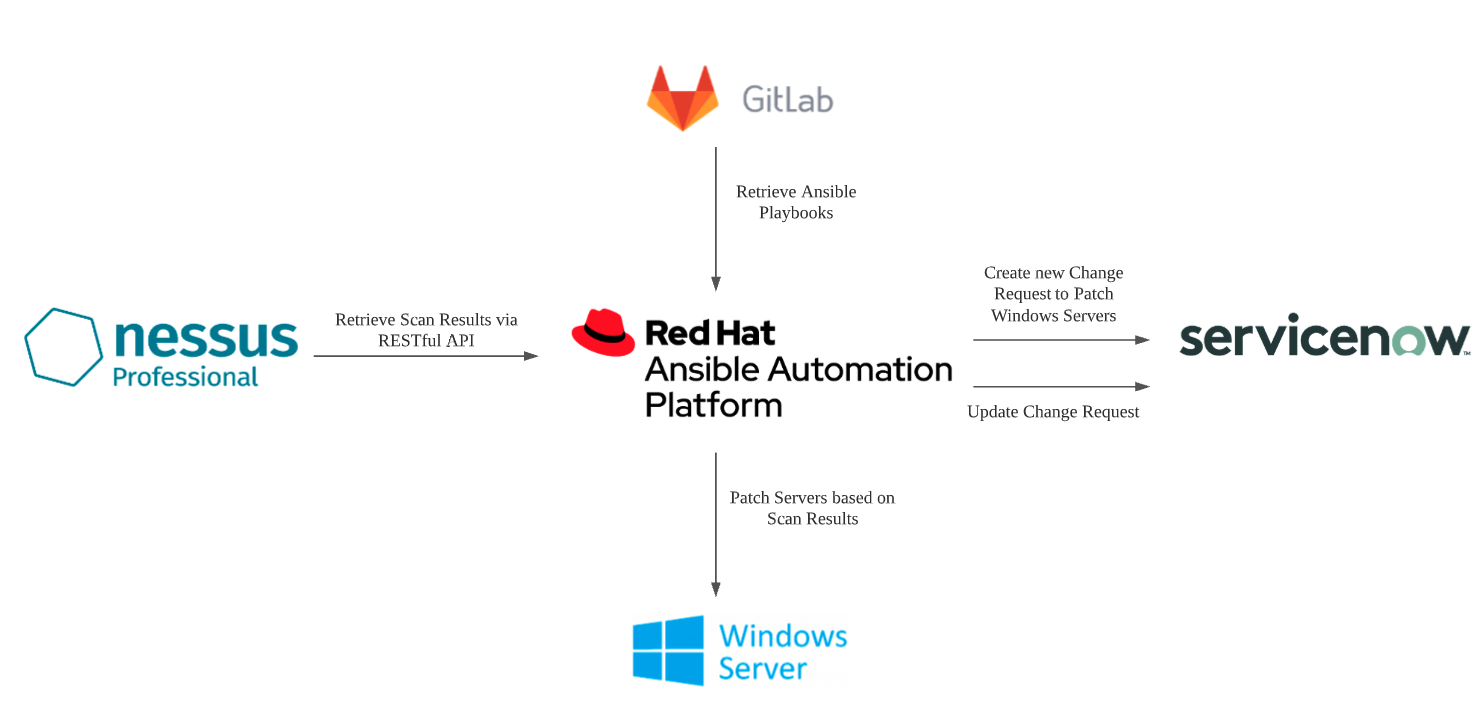 GitLab
Retrieve Ansible
Playbooks
Create new Change
Request to Patch
Windows Servers
Retrieve Scan Results via
RESTful API
nessus
Professional
Red Hat
Ansible Automation
Platform
servicenow™
Update Change Request
Patch Servers based on
Scan Results
Windows
Server